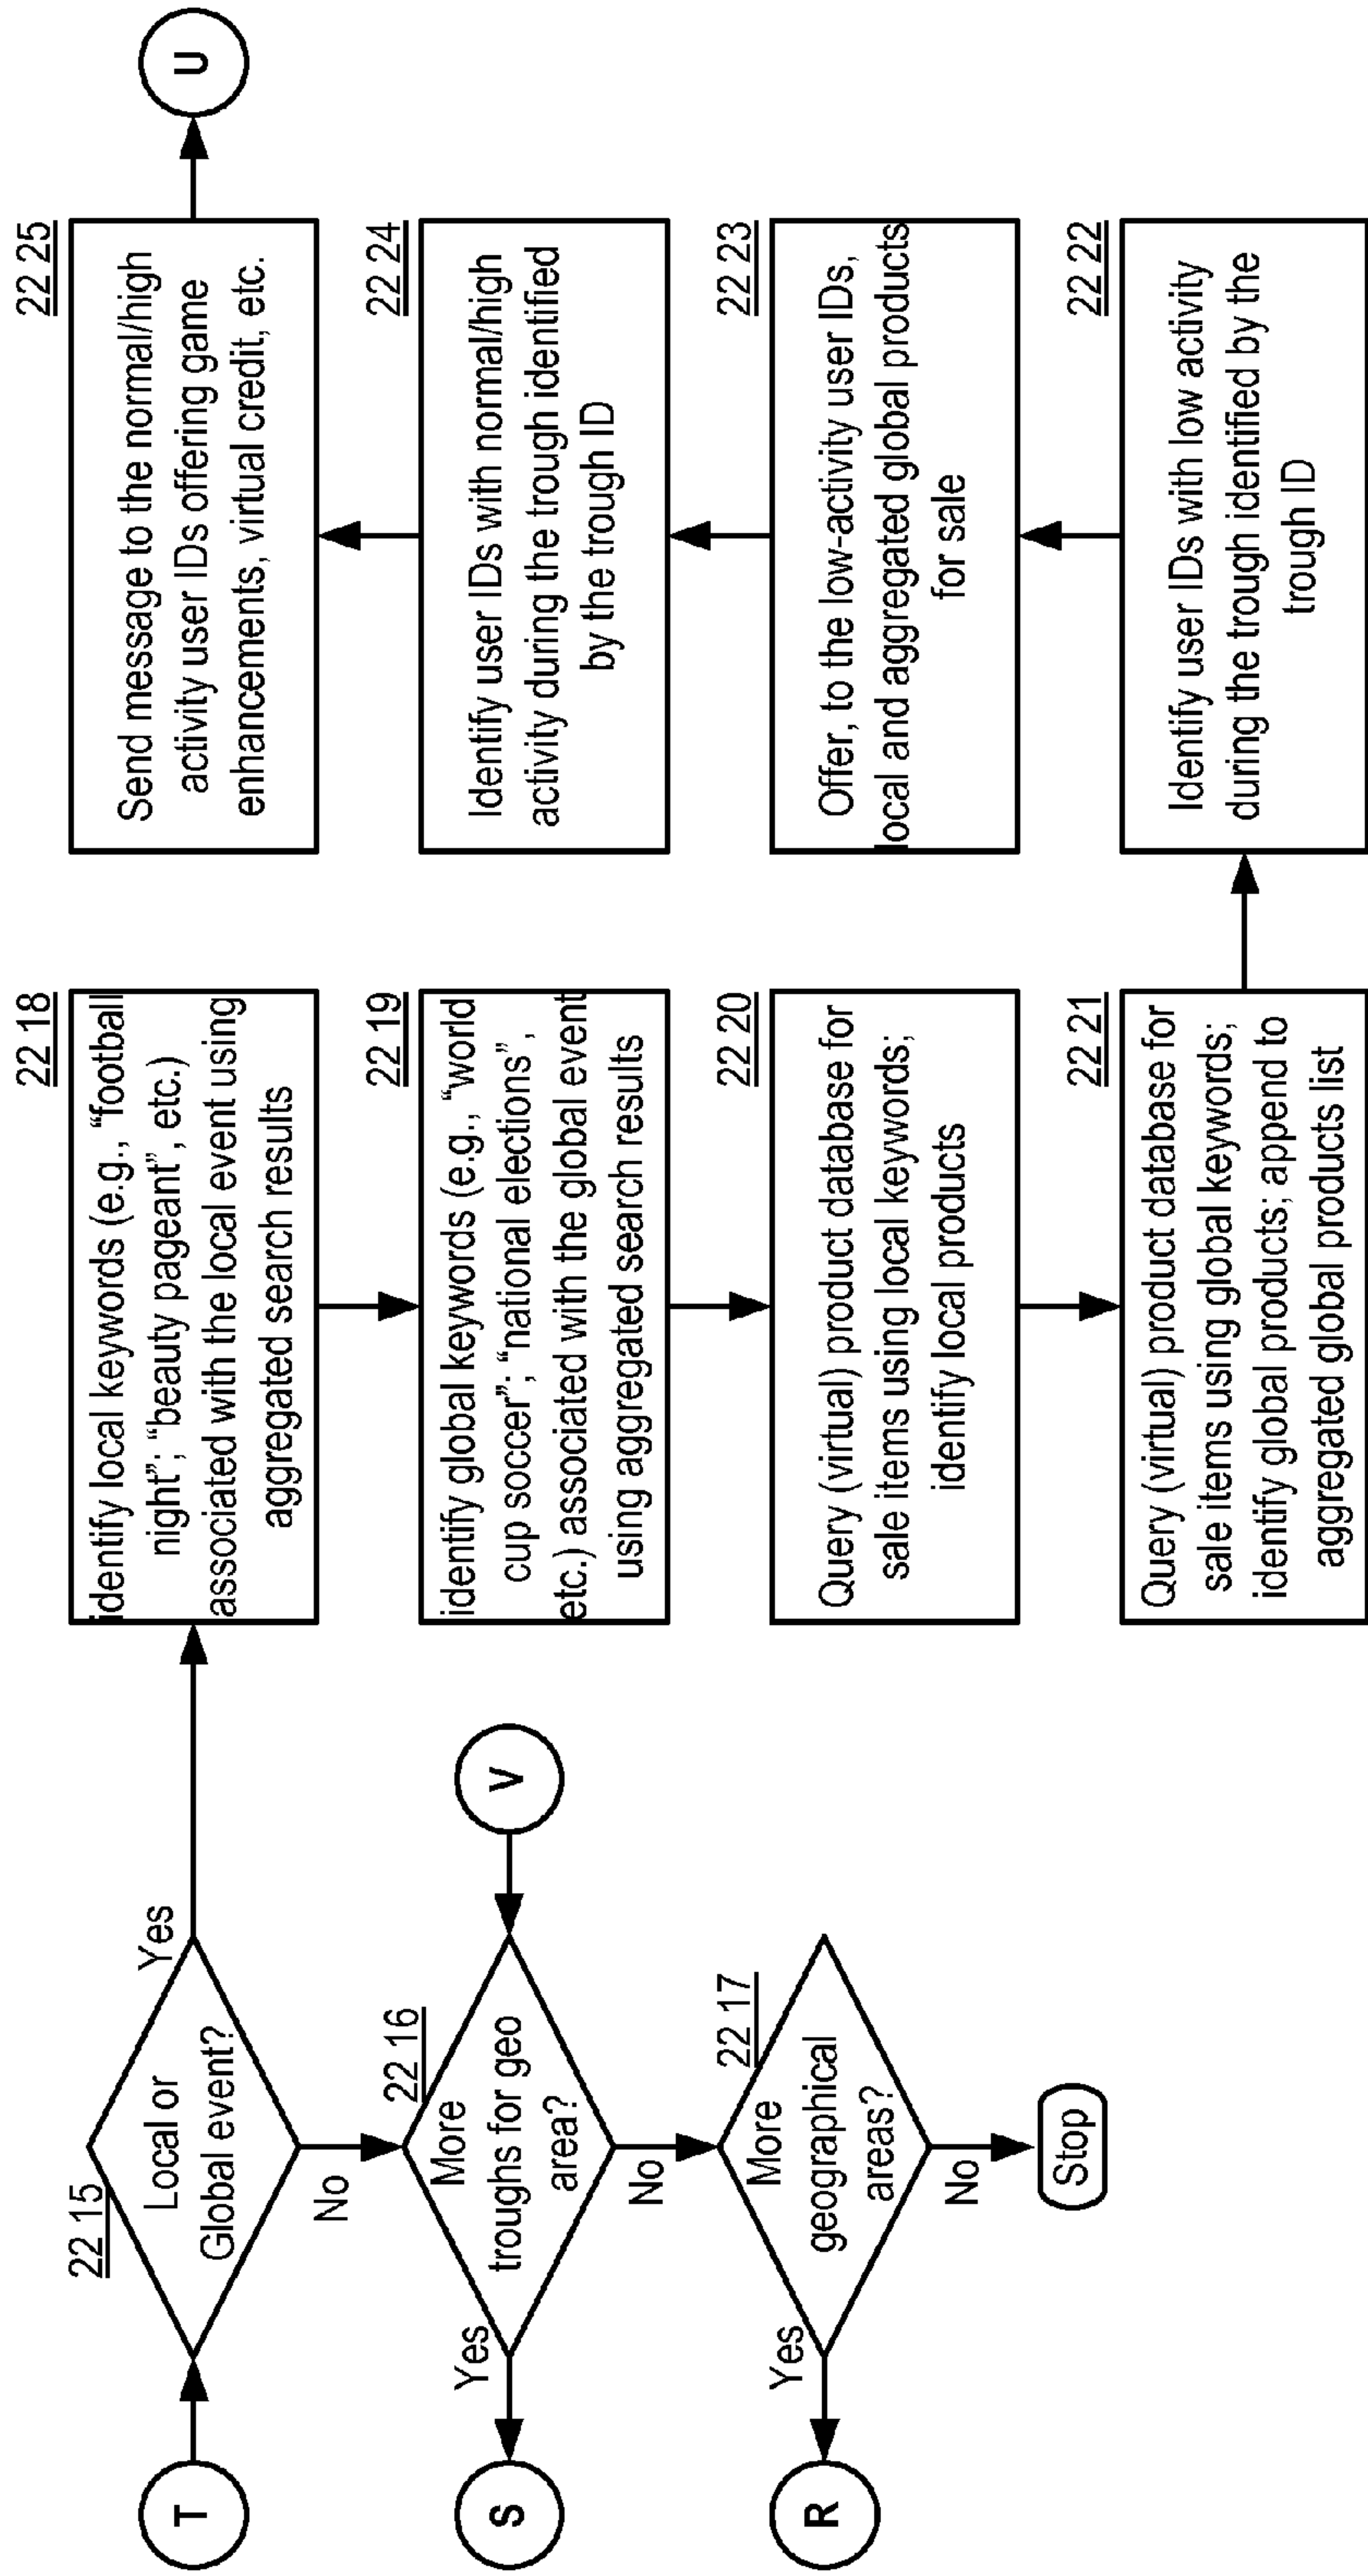 T
22 15
Local or
Global event?
Yes
No
22 16
More
troughs for geo
area?
Yes
No
S
V
22 17
More
geographical
areas?
Yes
No
R
Stop
22 18
identify local keywords (e.g., “football
night”; “beauty pageant”, etc.)
associated with the local event using
aggregated search results
22 19
identify global keywords (e.g., “world
cup soccer”; “national elections”,
etc.) associated with the global event
using aggregated search results
22 20
Query (virtual) product database for
sale items using local keywords;
identify local products
22 21
Query (virtual) product database for
sale items using global keywords;
identify global products; append to
aggregated global products list
22 22
Identify user IDs with low activity
during the trough identified by the
trough ID
22 23
Offer, to the low-activity user IDs,
local and aggregated global products
for sale
22 24
Identify user IDs with normal/high
activity during the trough identified
by the trough ID
22 25
Send message to the normal/high
activity user IDs offering game
enhancements, virtual credit, etc.
U